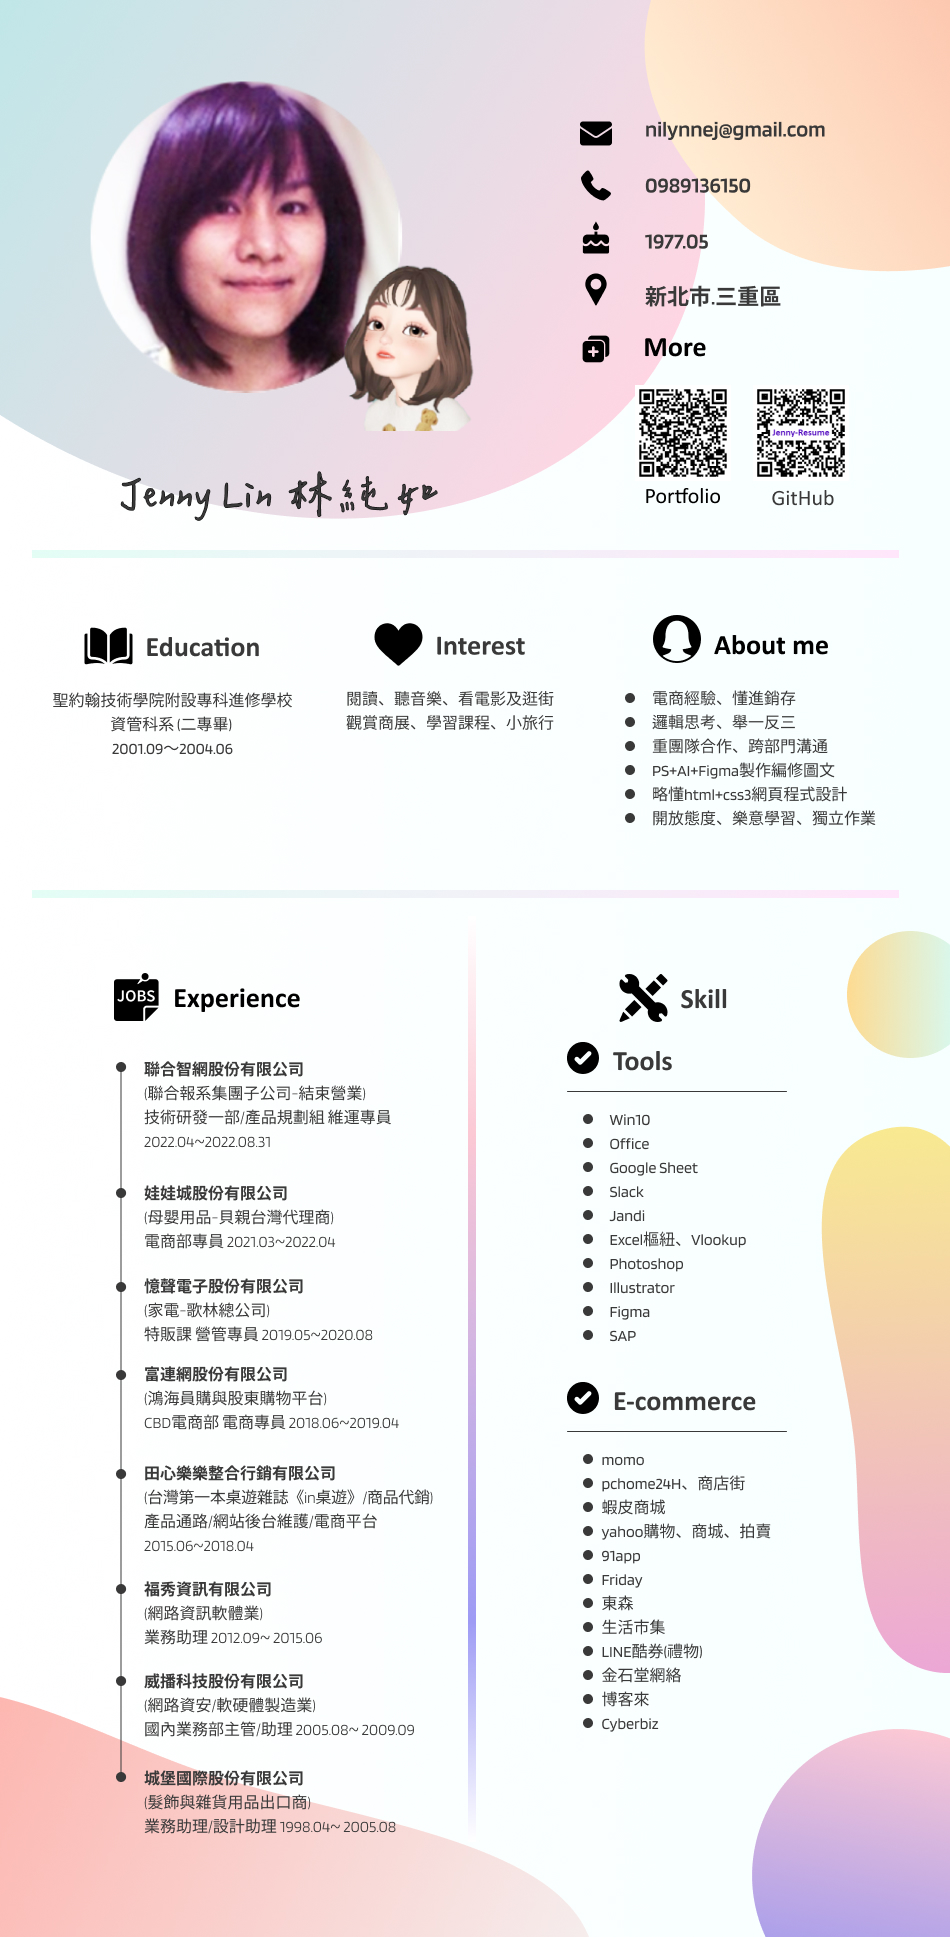 nilynnej@gmail.com
0989136150
1977.05
新北市.三重區
More
Jenny-Resume
Portfolio
GitHub
Jenny Lin 林純如
Education
聖約翰技術學院附設專科進修學校
資管科系 (二專畢)
2001.09～2004.06
Interest
閱讀、聽音樂、看電影及逛街
觀賞商展、學習課程、小旅行
About me
電商經驗、懂進銷存
邏輯思考、舉一反三
重團隊合作、跨部門溝通
PS+AI+Figma製作編修圖文
略懂html+css3網頁程式設計
開放態度、樂意學習、獨立作業
JOBS
Experience
聯合智網股份有限公司
(聯合報系集團子公司-結束營業)
技術研發一部/產品規劃組 維運專員
2022.04~2022.08.31
娃娃城股份有限公司
(母嬰用品-貝親台灣代理商)
電商部專員 2021.03~2022.04
憶聲電子股份有限公司
(家電-歌林總公司)
特販課 營管專員 2019.05~2020.08
富連網股份有限公司
(鴻海員購與股東購物平台)
CBD電商部 電商專員 2018.06~2019.04
田心樂樂整合行銷有限公司
(台灣第一本桌遊雜誌《in桌遊》/商品代銷)
產品通路/網站後台維護/電商平台
2015.06~2018.04
福秀資訊有限公司
(網路資訊軟體業)
業務助理 2012.09~ 2015.06
威播科技股份有限公司
(網路資安/軟硬體製造業)
國內業務部主管/助理 2005.08~ 2009.09
城堡國際股份有限公司
(髮飾與雜貨用品出口商)
業務助理/設計助理 1998.04~ 2005.08
Skill
Tools
Win10
Office
Google Sheet
Slack
Jandi
Excel樞紐、Vlookup
Photoshop
Illustrator
Figma
SAP
E-commerce
momo
pchome24H、商店街
蝦皮商城
yahoo購物、商城、拍賣
91app
Friday
東森
生活市集
LINE酷券(禮物)
金石堂網絡
博客來
Cyberbiz